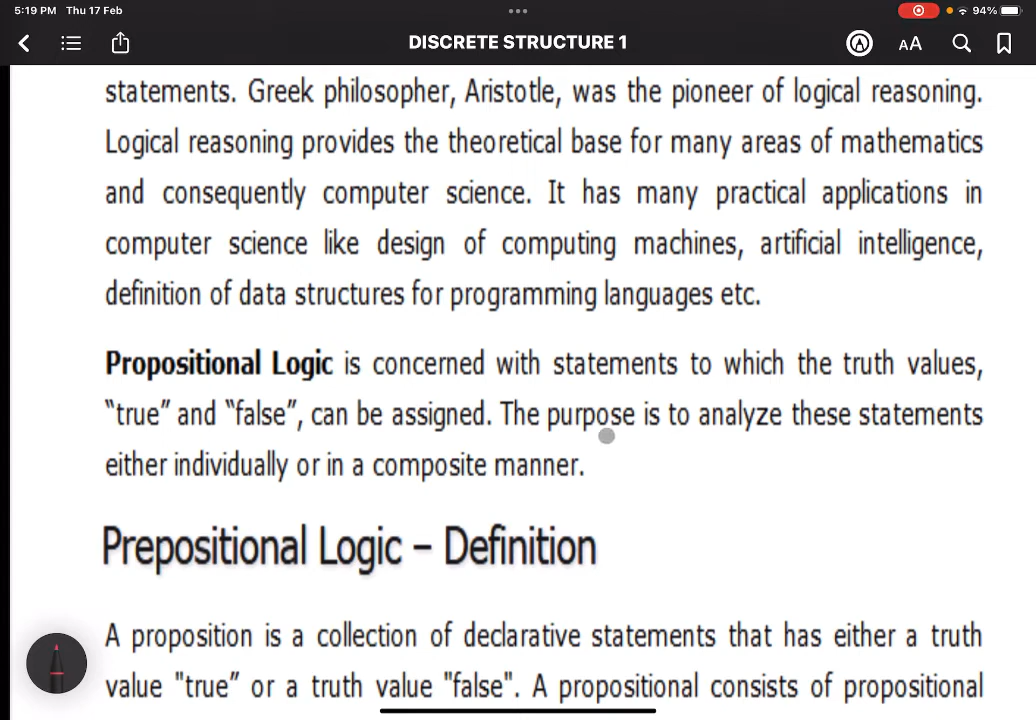 5:19 PM Thu 17 Feb
94%
DISCRETE STRUCTURE 1
AA
statements. Greek philosopher, Aristotle, was the pioneer of logical reasoning.
Logical reasoning provides the theoretical base for many areas of mathematics
and consequently computer science. It has many practical applications in
computer science like design of computing machines, artificial intelligence,
definition of data structures for programming languages etc.
Propositional Logic is concerned with statements to which the truth values,
“true” and “false”, can be assigned. The purpose is to analyze these statements
either individually or in a composite manner.
Prepositional Logic – Definition
A proposition is a collection of declarative statements that has either a truth
value "true” or a truth value "false". A propositional consists of propositional